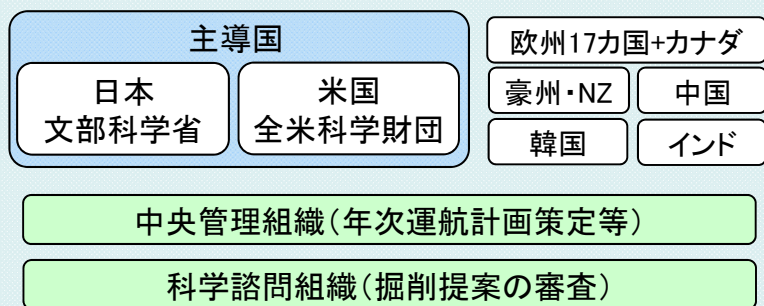 主導国
日本
文部科学省
米国
全米科学財団
欧州17カ国+カナダ
豪州・NZ
中国
韓国
インド
中央管理組織(年次運航計画策定等)
科学諮問組織(掘削提案の審査)